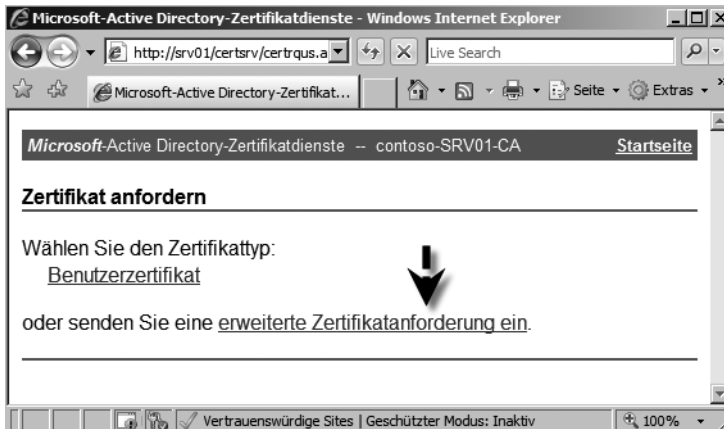 Microsoft-Active Directory-Zertifikatdienste - Windows Internet Explorer
http://srv01/certsrv/certrqus.a
Live Search
Microsoft-Active Directory-Zertifikat...
Seite
Extras
»
Microsoft-Active Directory-Zertifikatdienste -- contoso-SRV01-CA Startseite
Zertifikat anfordern
Wählen Sie den Zertifikattyp:
Benutzerzertifikat
oder senden Sie eine erweiterte Zertifikatanforderung ein.
Vertrauenswürdige Sites | Geschützter Modus: Inaktiv
100%